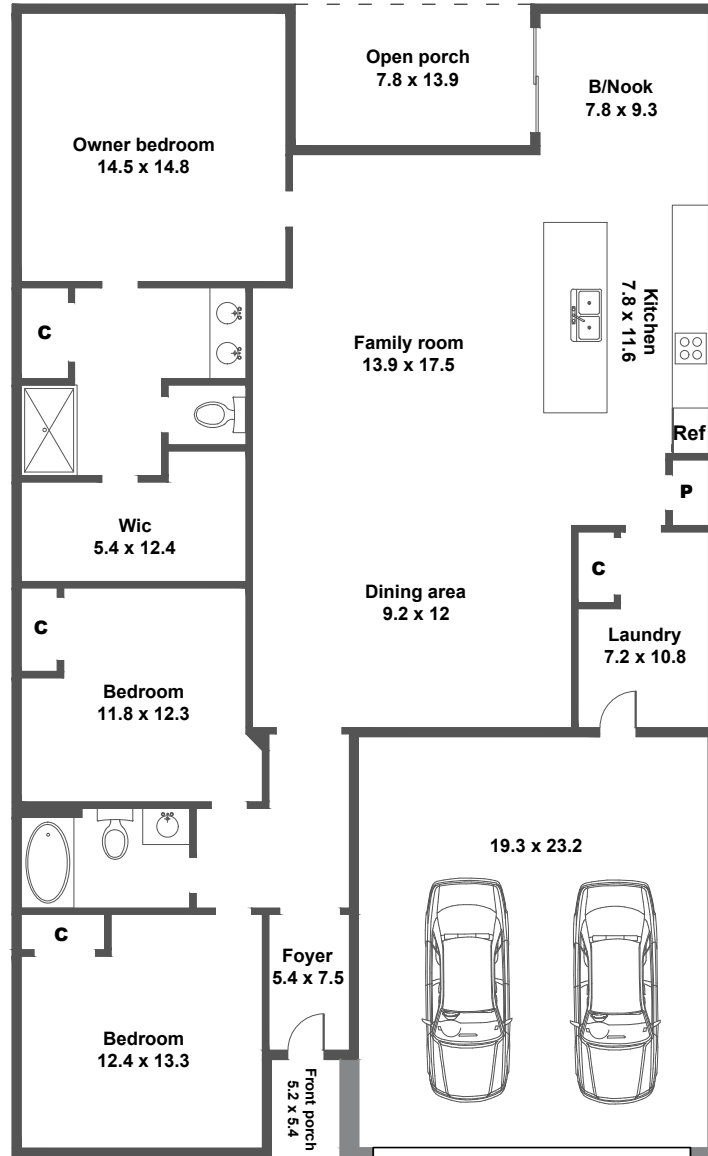 Open porch
7.8 x 13.9
B/Nook
7.8 x 9.3
Owner bedroom
14.5 x 14.8
C
Family room
13.9 x 17.5
Kitchen
7.8 x 11.6
Ref
P
Wic
5.4 x 12.4
C
Dining area
9.2 x 12
C
Laundry
7.2 x 10.8
Bedroom
11.8 x 12.3
19.3 x 23.2
C
Foyer
5.4 x 7.5
Bedroom
12.4 x 13.3
Front porch
5.2 x 5.4